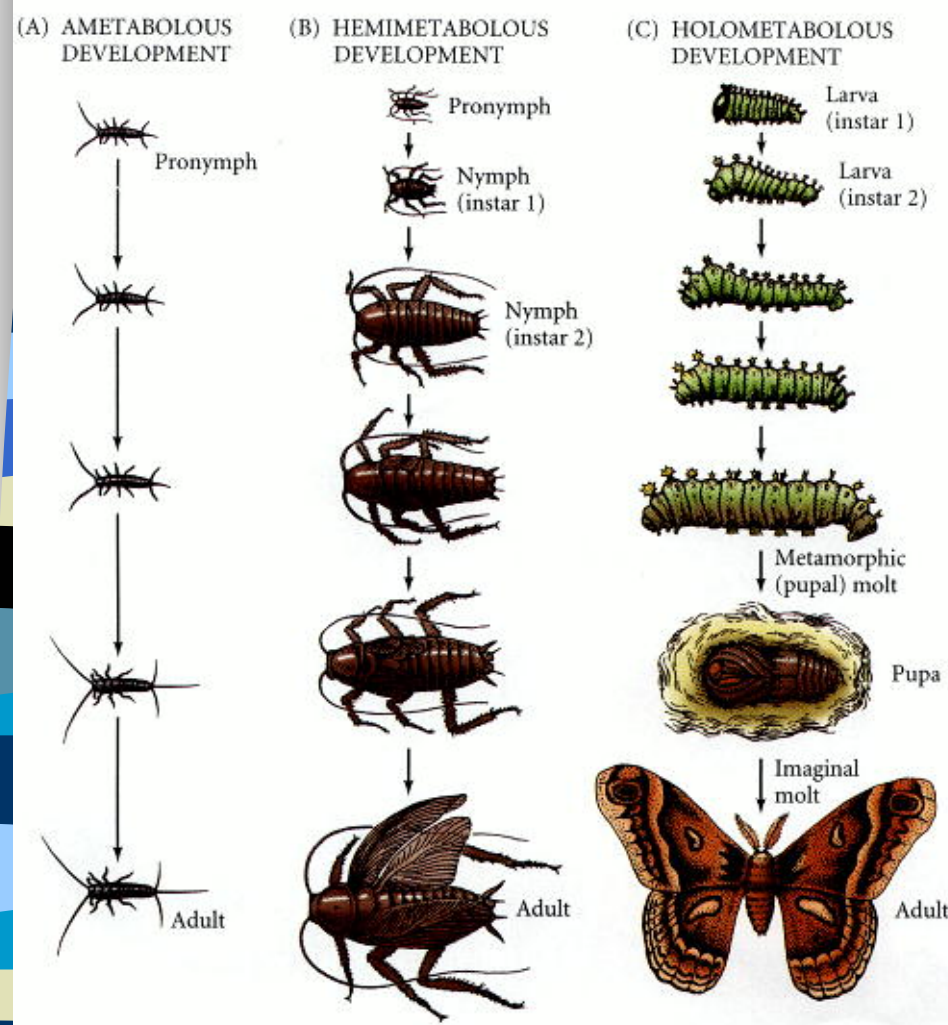 (A) AMETABOLOUS
DEVELOPMENT
Pronymph
Adult
(B) HEMIMETABOLOUS
DEVELOPMENT
Pronymph
Nymph
(instar 1)
Nymph
(instar 2)
Adult
(C) HOLOMETABOLOUS
DEVELOPMENT
Larva
(instar 1)
Larva
(instar 2)
Metamorphic
(pupal) molt
Pupa
Imaginal
molt
Adult